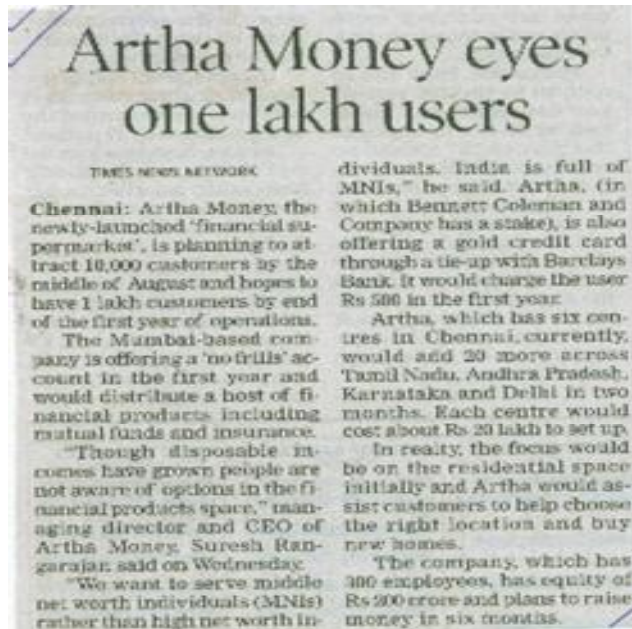 Artha Money eyes
one lakh users
TIMES NEWS NETWORK
Chennai: Artha Money, the
newly-launched 'financial su-
permarket', is planning to at-
tract 10,000 customers by the
middle of August and hopes to
have 1 lakh customers by end
of the first year of operations.
The Mumbai-based com-
pany is offering a 'no frills' ac-
count in the first year and
would distribute a host of fi-
nancial products including
mutual funds and insurance.
"Though disposable in-
comes have grown people are
not aware of options in the fi-
nancial products space," man-
aging director and CEO of
Artha Money, Suresh Ran-
garajan said on Wednesday.
"We want to serve middle
net worth individuals (MNIs)
rather than high net worth in-
dividuals. India is full of
MNIs," he said. Artha, (in
which Bennett Coleman and
Company has a stake), is also
offering a gold credit card
through a tie-up with Barclays
Bank. It would charge the user
Rs 500 in the first year.
Artha, which has six cen-
tres in Chennai, currently,
would add 20 more across
Tamil Nadu, Andhra Pradesh,
Karnataka and Delhi in two
months. Each centre would
cost about Rs 20 lakh to set up.
In realty, the focus would
be on the residential space
initially and Artha would as-
sist customers to help choose
the right location and buy
new homes.
The company, which has
300 employees, has equity of
Rs 200 crore and plans to raise
money in six months.